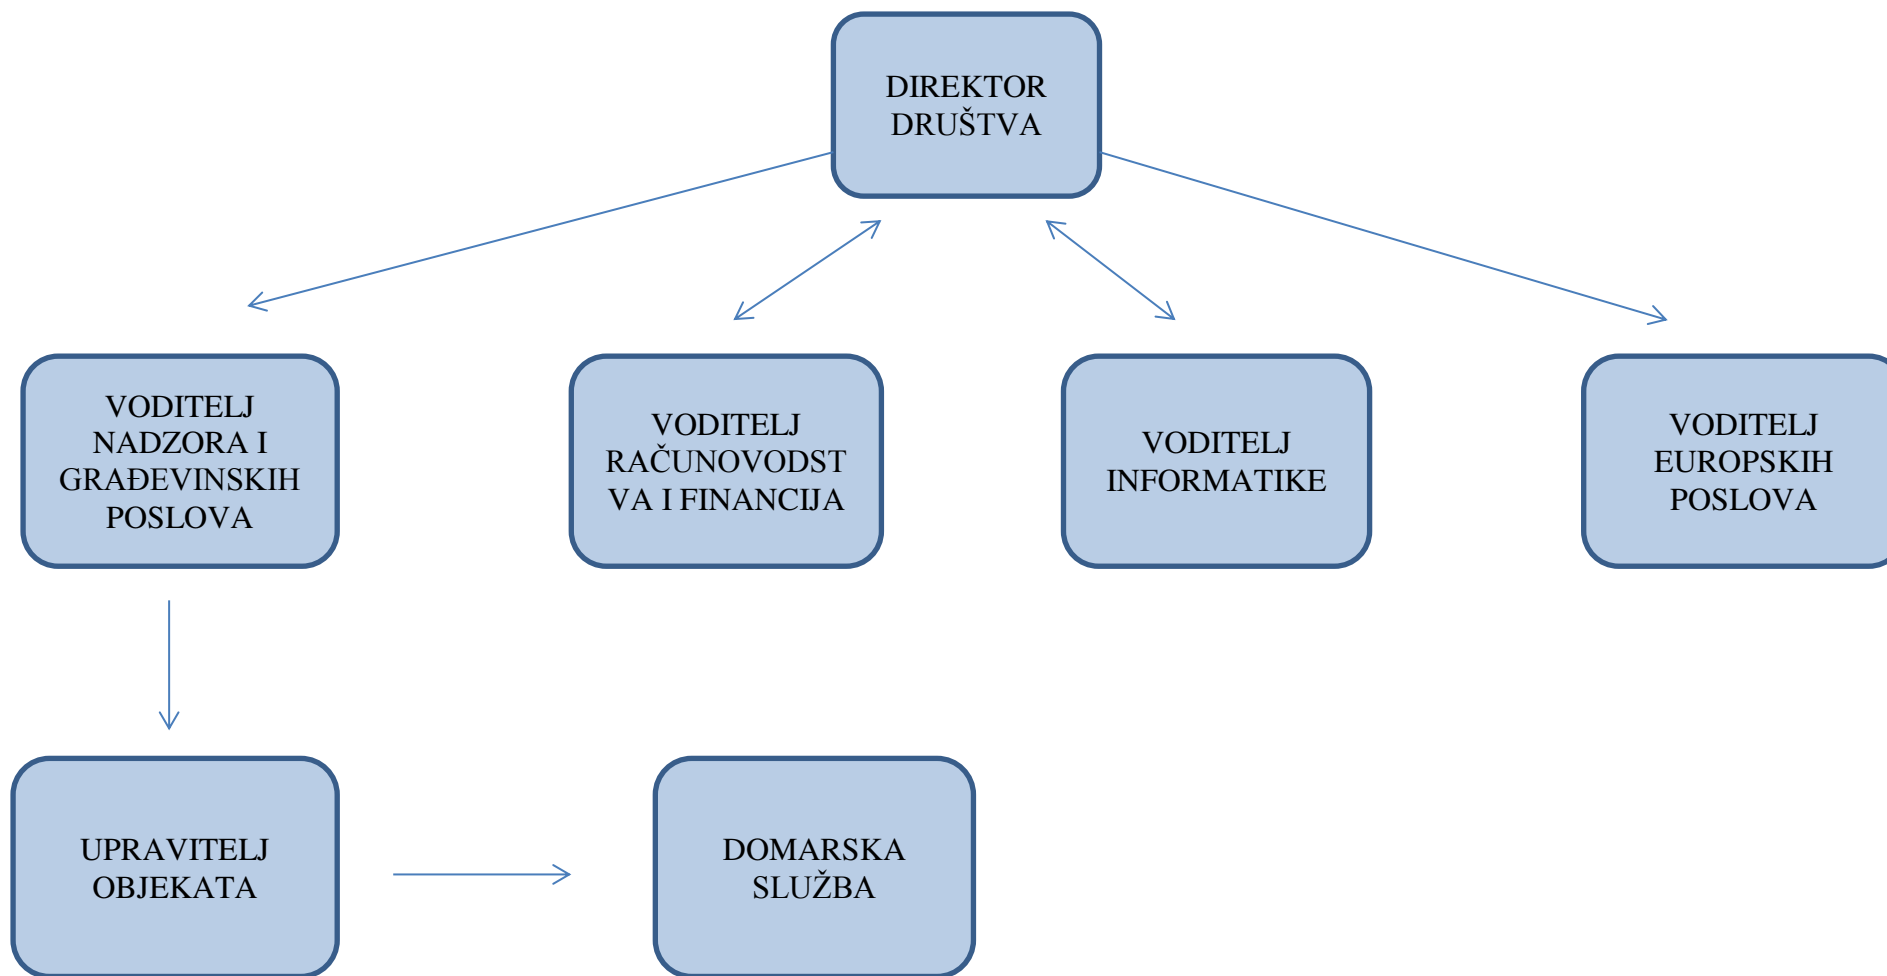 DIREKTOR
DRUŠTVA
VODITELJ
NADZORA I
GRAĐEVINSKIH
POSLOVA
VODITELJ
RAČUNOVODST
VA I FINANCIJA
VODITELJ
INFORMATIKE
VODITELJ
EUROPSKIH
POSLOVA
UPRAVITELJ
OBJEKATA
DOMARSKA
SLUŽBA